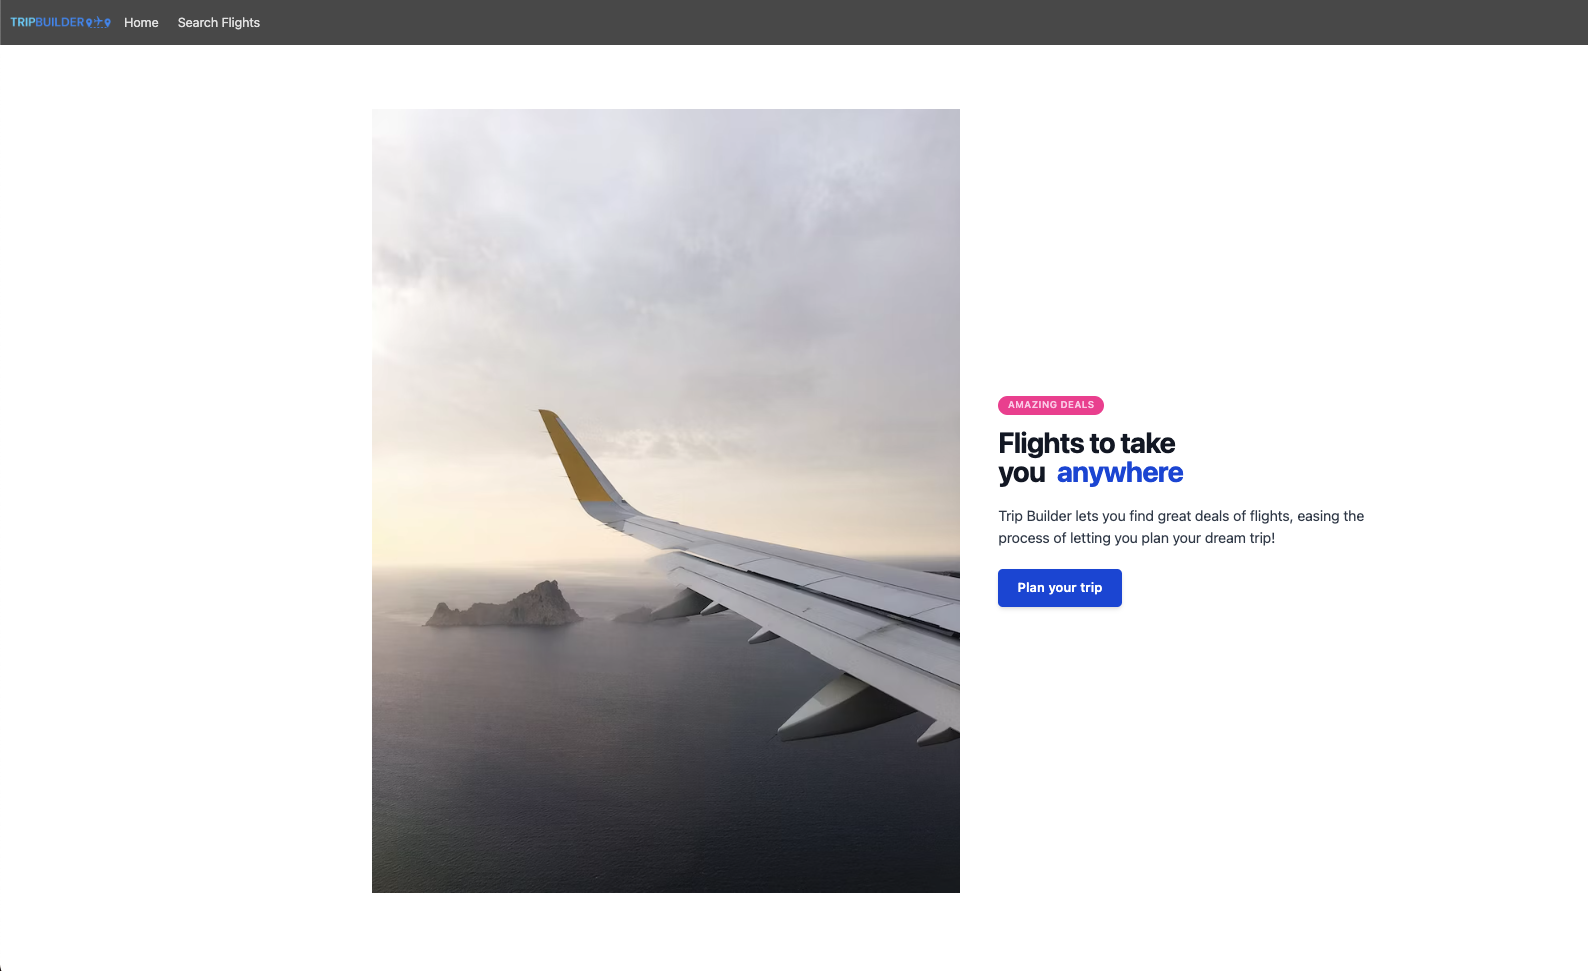 TRIPBUILDER Home Search Flights
AMAZING DEALS
Flights to take
you anywhere
Trip Builder lets you find great deals of flights, easing the
process of letting you plan your dream trip!
Plan your trip